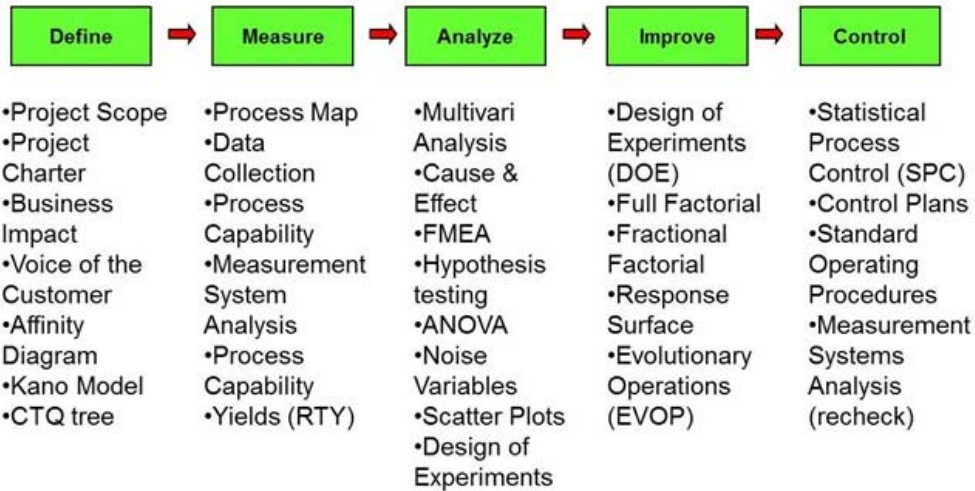 Define
Measure
Analyze
Improve
Control
•Project Scope
•Project
Charter
•Business
Impact
•Voice of the
Customer
•Affinity
Diagram
•Kano Model
•CTQ tree
•Process Map
•Data
Collection
•Process
Capability
•Measurement
System
Analysis
•Process
Capability
•Yields (RTY)
•Multivari
Analysis
•Cause &
Effect
•FMEA
•Hypothesis
testing
•ANOVA
•Noise
Variables
•Scatter Plots
•Design of
Experiments
•Design of
Experiments
(DOE)
•Full Factorial
•Fractional
Factorial
•Response
Surface
•Evolutionary
Operations
(EVOP)
•Statistical
Process
Control (SPC)
•Control Plans
•Standard
Operating
Procedures
•Measurement
Systems
Analysis
(recheck)